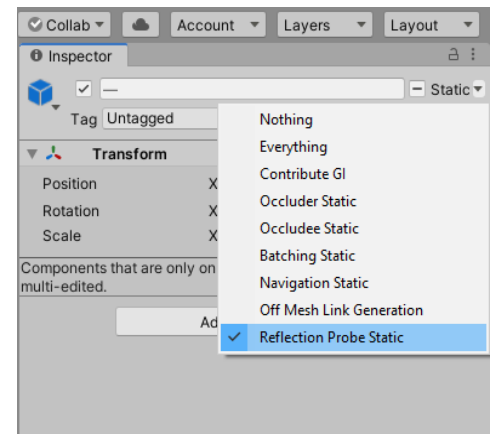 Collab Account Layers Layout
Inspector
— Static
Tag Untagged
Nothing
Everything
Contribute GI
Occluder Static
Occludee Static
Batching Static
Navigation Static
Off Mesh Link Generation
Reflection Probe Static
Transform
Position X
Rotation X
Scale X
Components that are only on
multi-edited.
Ad